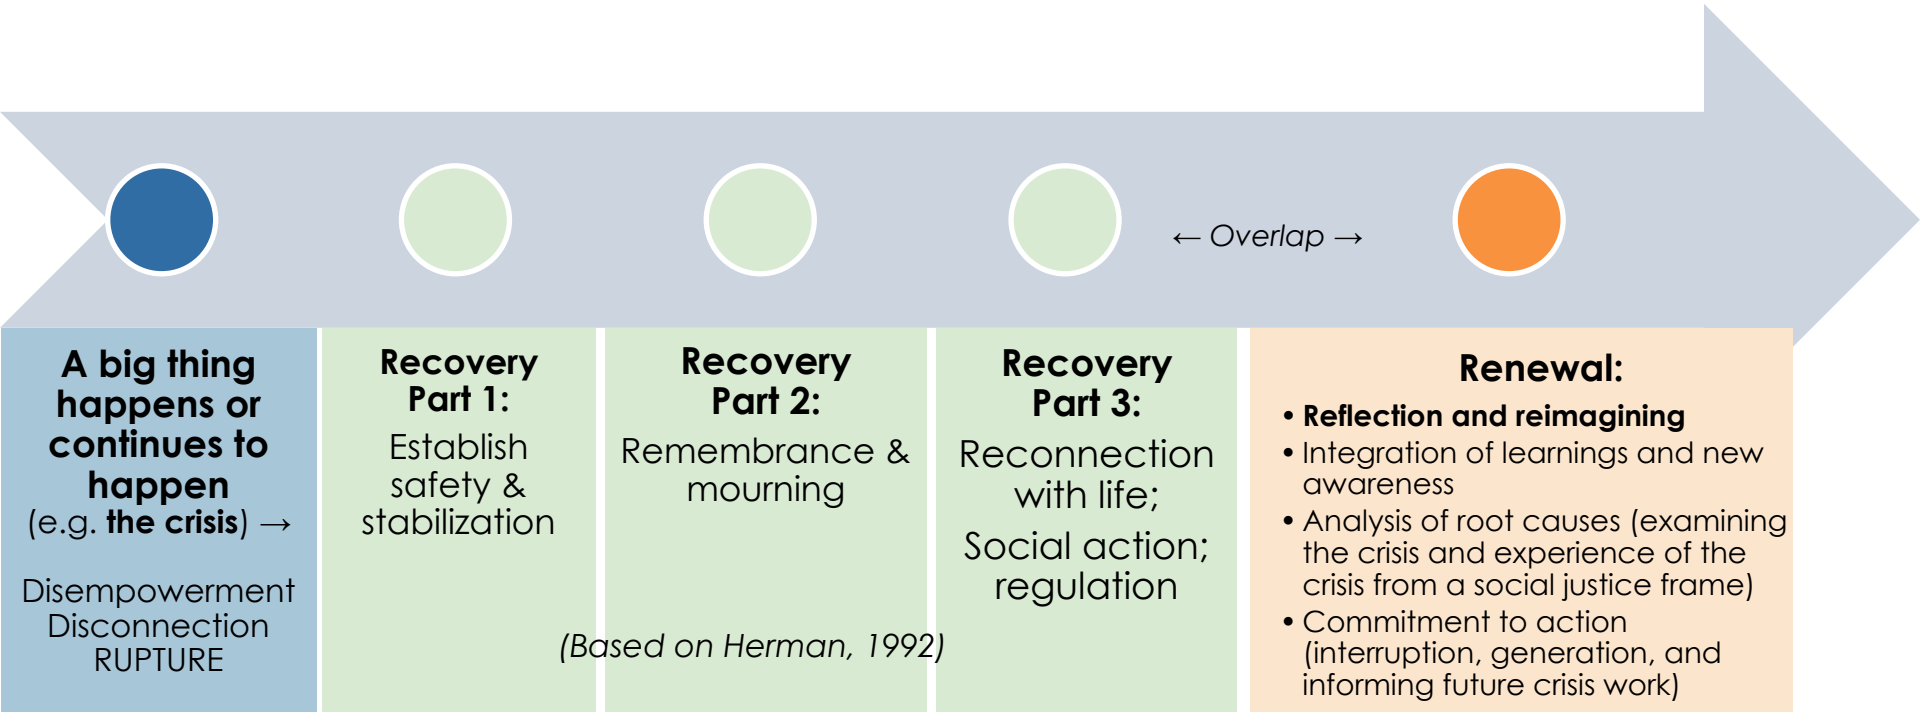 ← Overlap →
A big thing
happens or
continues to
happen
(e.g. the crisis) →
Disempowerment
Disconnection
RUPTURE
Recovery
Part 1:
Establish
safety &
stabilization
Recovery
Part 2:
Remembrance &
mourning
(Based on Herman, 1992)
Recovery
Part 3:
Reconnection
with life;
Social action;
regulation
Renewal:
• Reflection and reimagining
• Integration of learnings and new
awareness
• Analysis of root causes (examining
the crisis and experience of the
crisis from a social justice frame)
• Commitment to action
(interruption, generation, and
informing future crisis work)